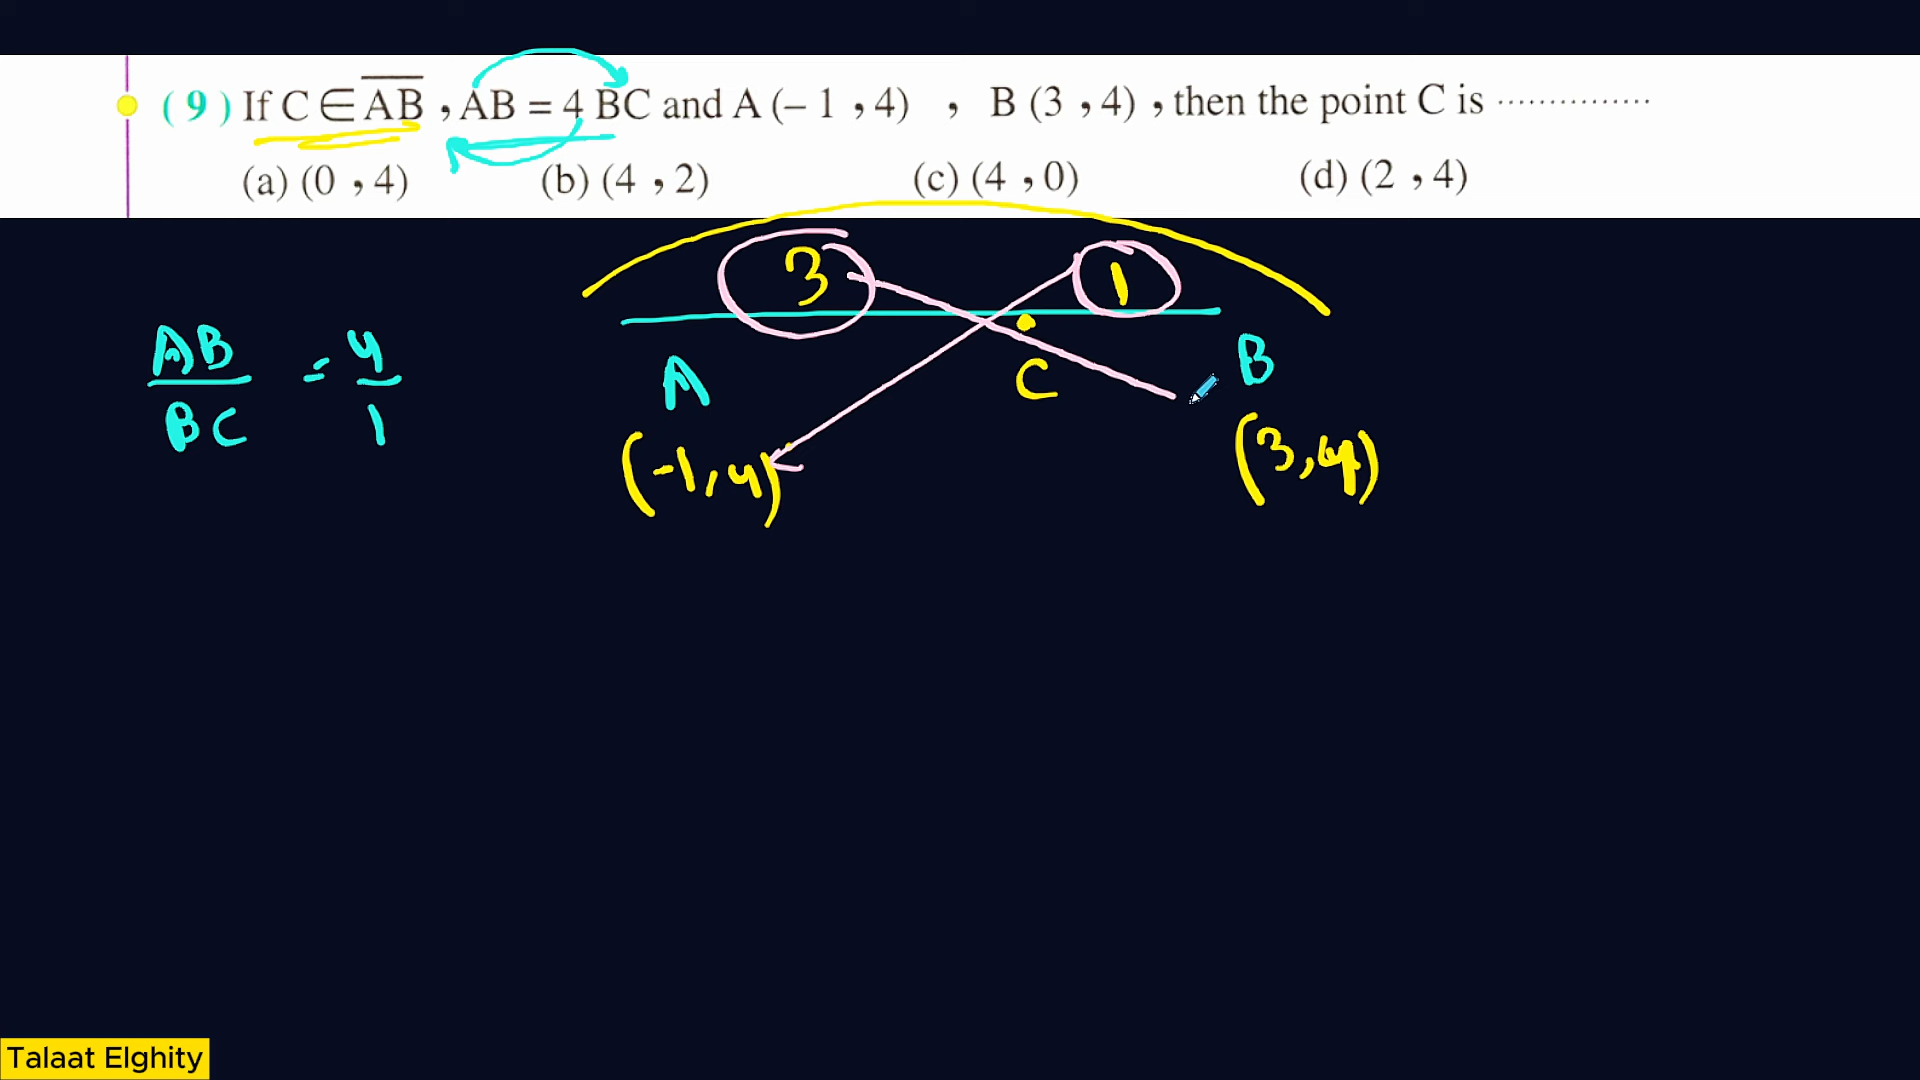 (9) If C ∈ AB , AB = 4 BC and A (– 1 , 4) , B (3 , 4) , then the point C is ...............
(a) (0 , 4) (b) (4 , 2) (c) (4 , 0) (d) (2 , 4)
3 1
AB/BC = 4/1
A C B
(-1, 4) (3, 4)
Talaat Elghity